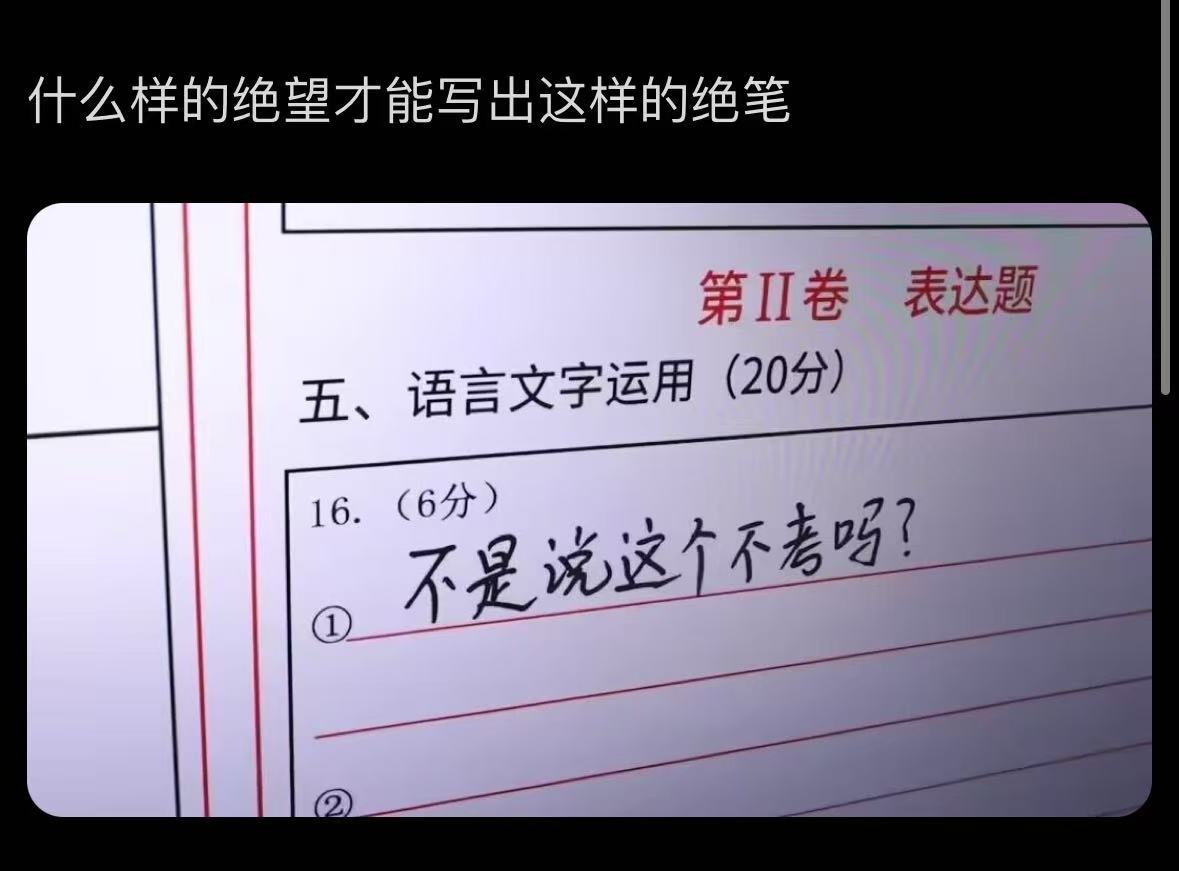 什么样的绝望才能写出这样的绝笔
第II卷 表达题
五、语言文字运用（20分）
16.（6分）
① 不是说这个不考吗？
②